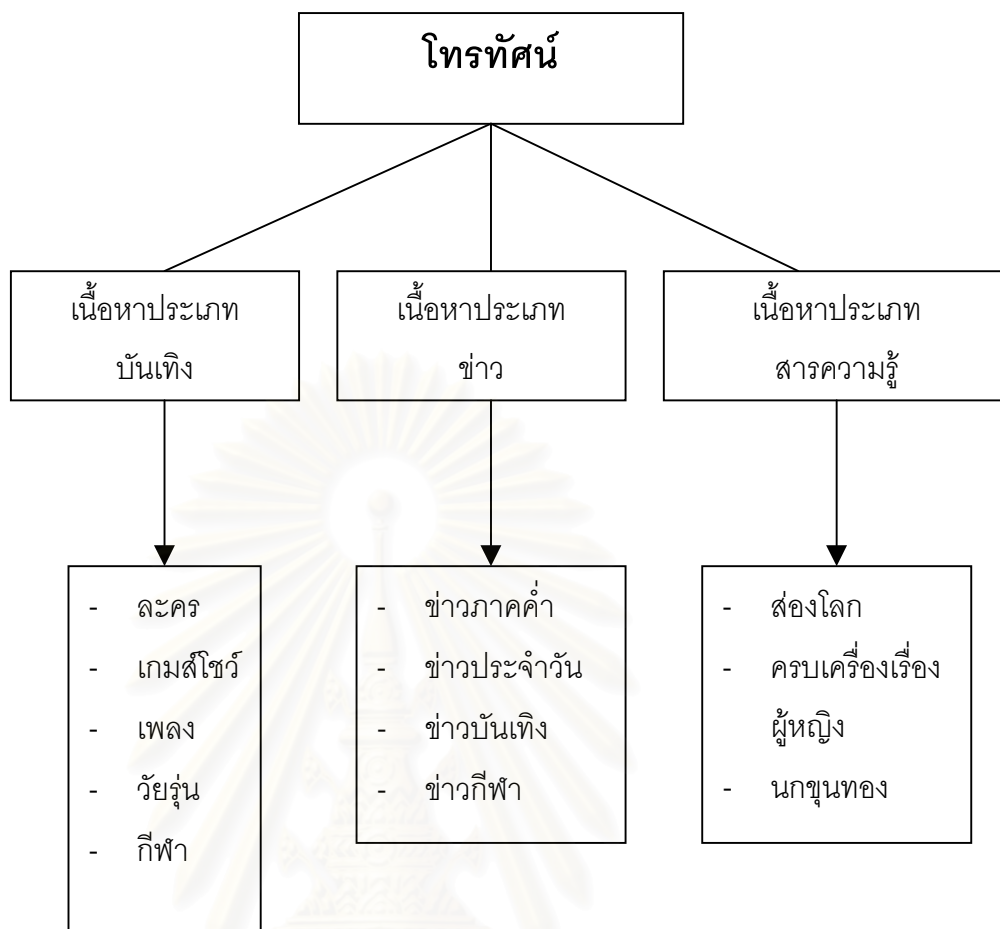 โทรทัศน์
เนื้อหาประเภท
บันเทิง
เนื้อหาประเภท
ข่าว
เนื้อหาประเภท
สารความรู้
- ละคร
- เกมส์โชว์
- เพลง
- วัยรุ่น
- กีฬา
- ข่าวภาคค่ำ
- ข่าวประจำวัน
- ข่าวบันเทิง
- ข่าวกีฬา
- ส่องโลก
- ครบเครื่องเรื่อง
ผู้หญิง
- นกขุนทอง